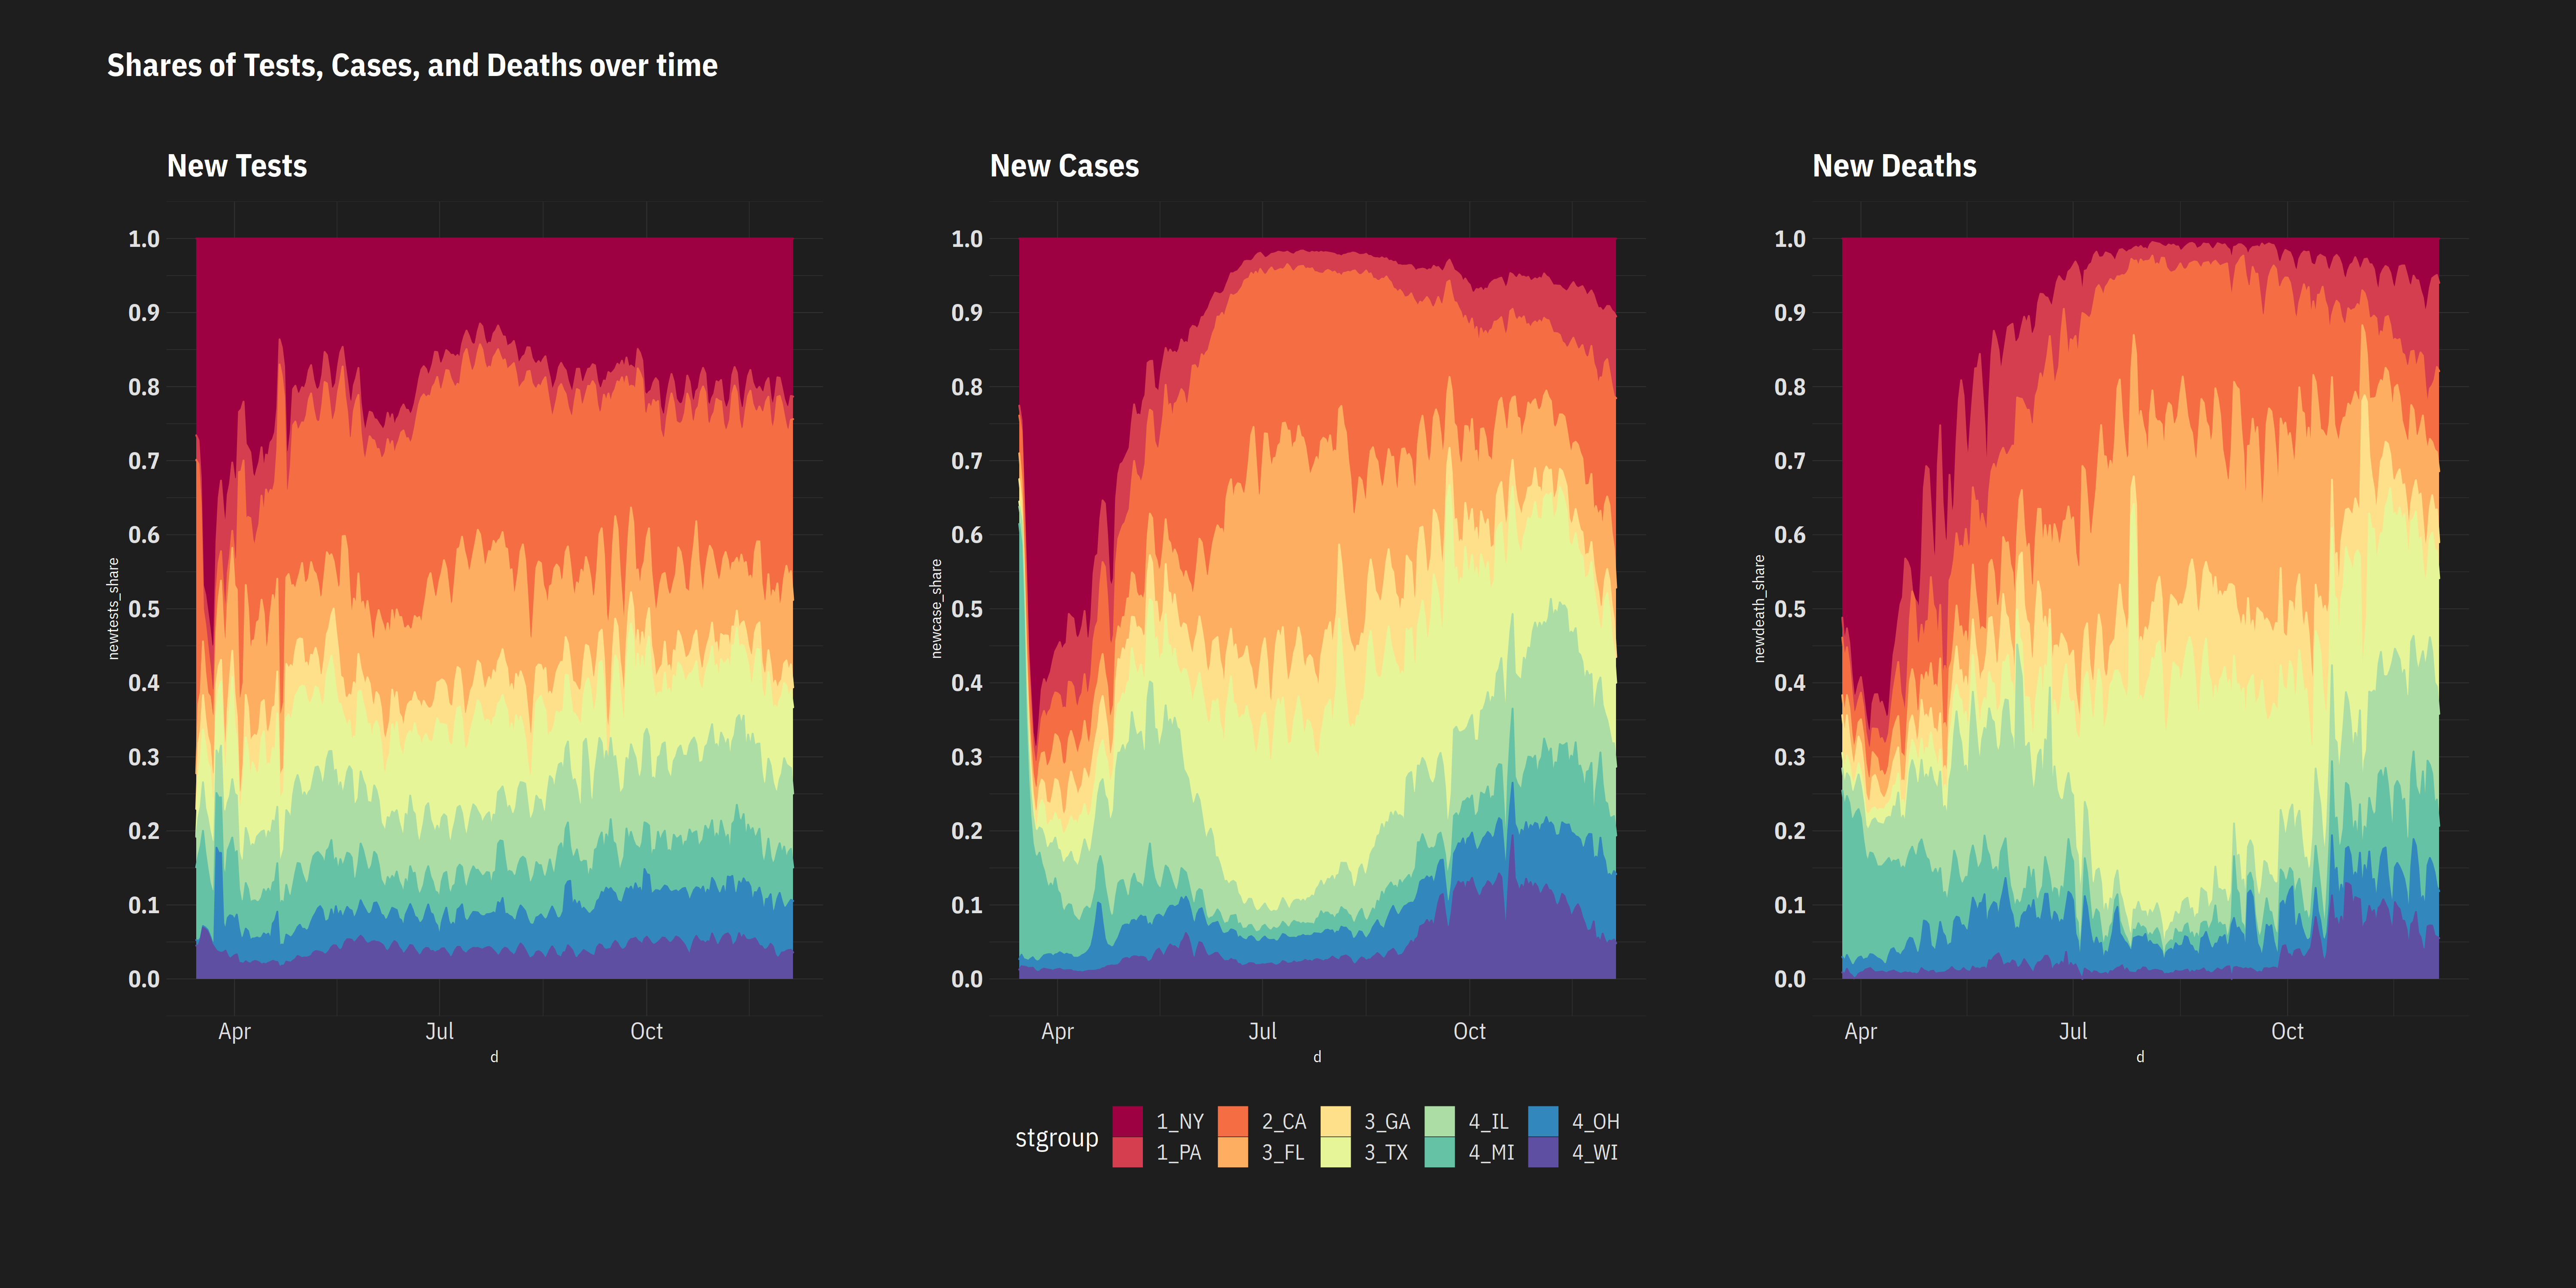 Shares of Tests, Cases, and Deaths over time
New Tests
newtests_share
1.0
0.9
0.8
0.7
0.6
0.5
0.4
0.3
0.2
0.1
0.0
Apr Jul Oct
d
New Cases
newcase_share
1.0
0.9
0.8
0.7
0.6
0.5
0.4
0.3
0.2
0.1
0.0
Apr Jul Oct
d
New Deaths
newdeath_share
1.0
0.9
0.8
0.7
0.6
0.5
0.4
0.3
0.2
0.1
0.0
Apr Jul Oct
d
stgroup
1_NY 2_CA 3_GA 4_IL 4_OH
1_PA 3_FL 3_TX 4_MI 4_WI